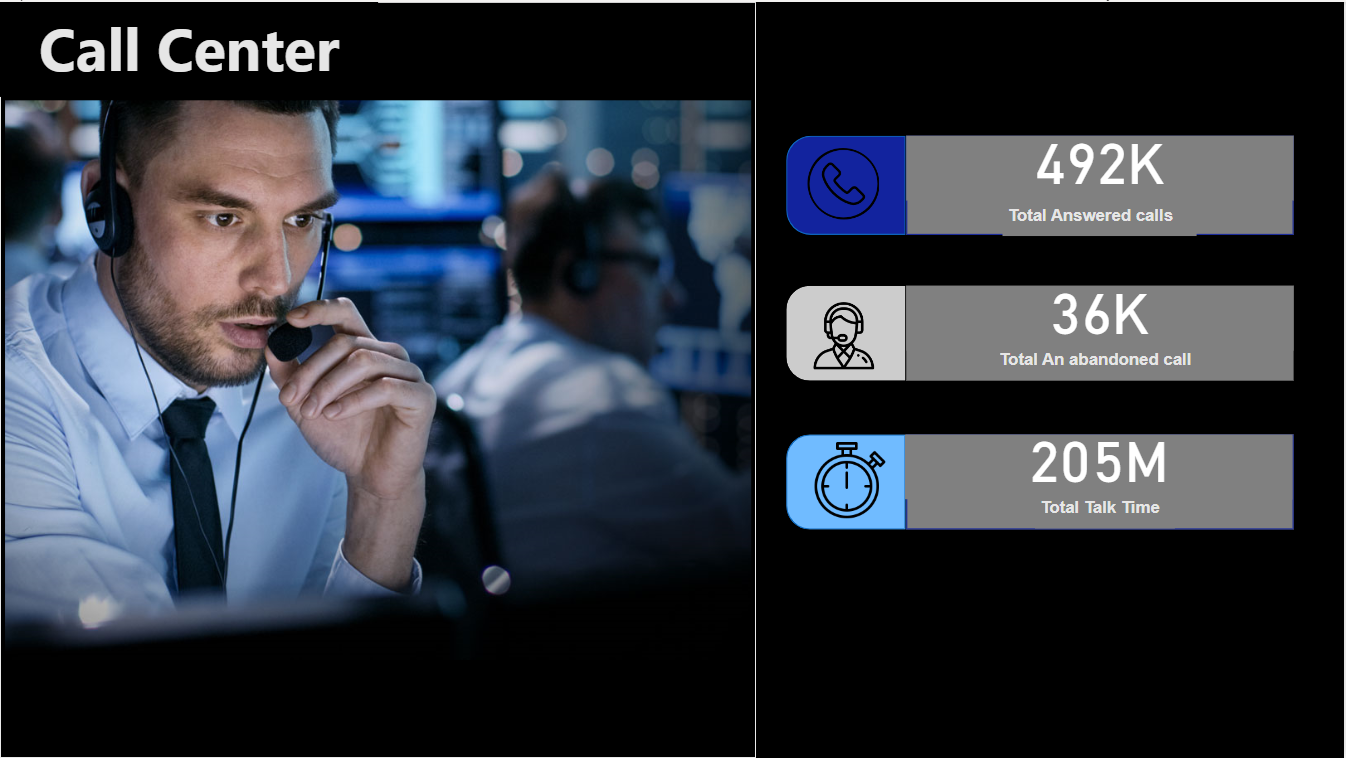 Call Center
492K
Total Answered calls
36K
Total An abandoned call
205M
Total Talk Time